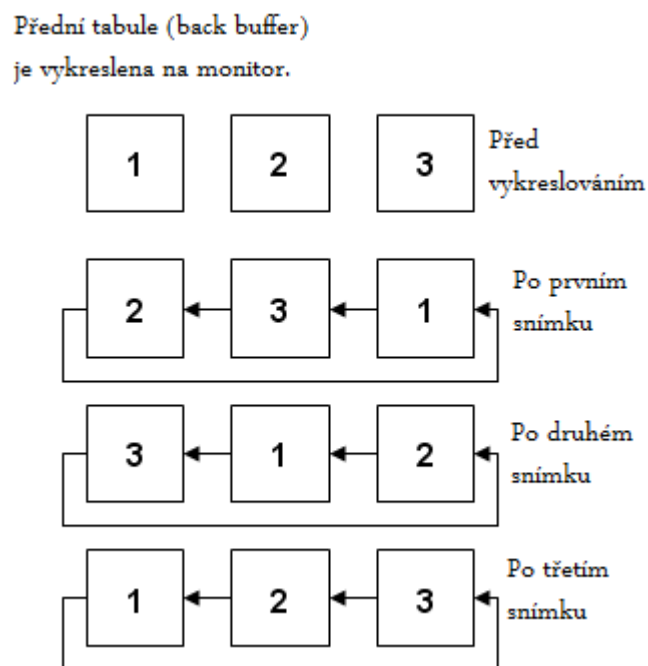 Přední tabule (back buffer)
je vykreslena na monitor.
1 2 3
Před
vykreslováním
2 3 1
Po prvním
snímku
3 1 2
Po druhém
snímku
1 2 3
Po třetím
snímku